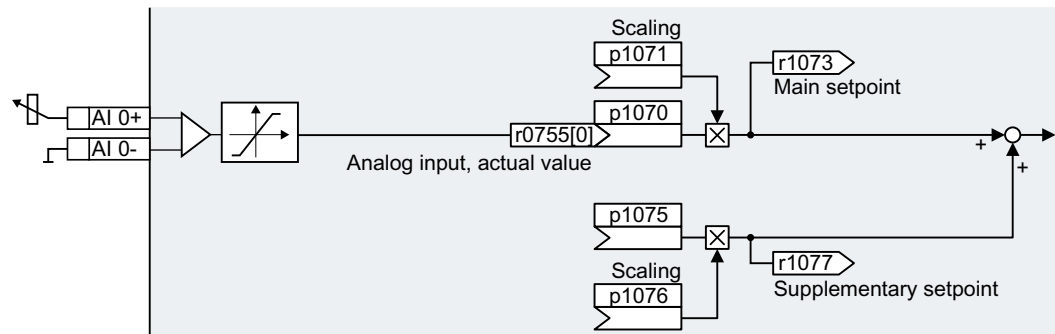 Scaling
p1071
r1073
Main setpoint
AI 0+
p1070
r0755[0]
AI 0-
Analog input, actual value
+
+
p1075
r1077
Scaling
Supplementary setpoint
p1076